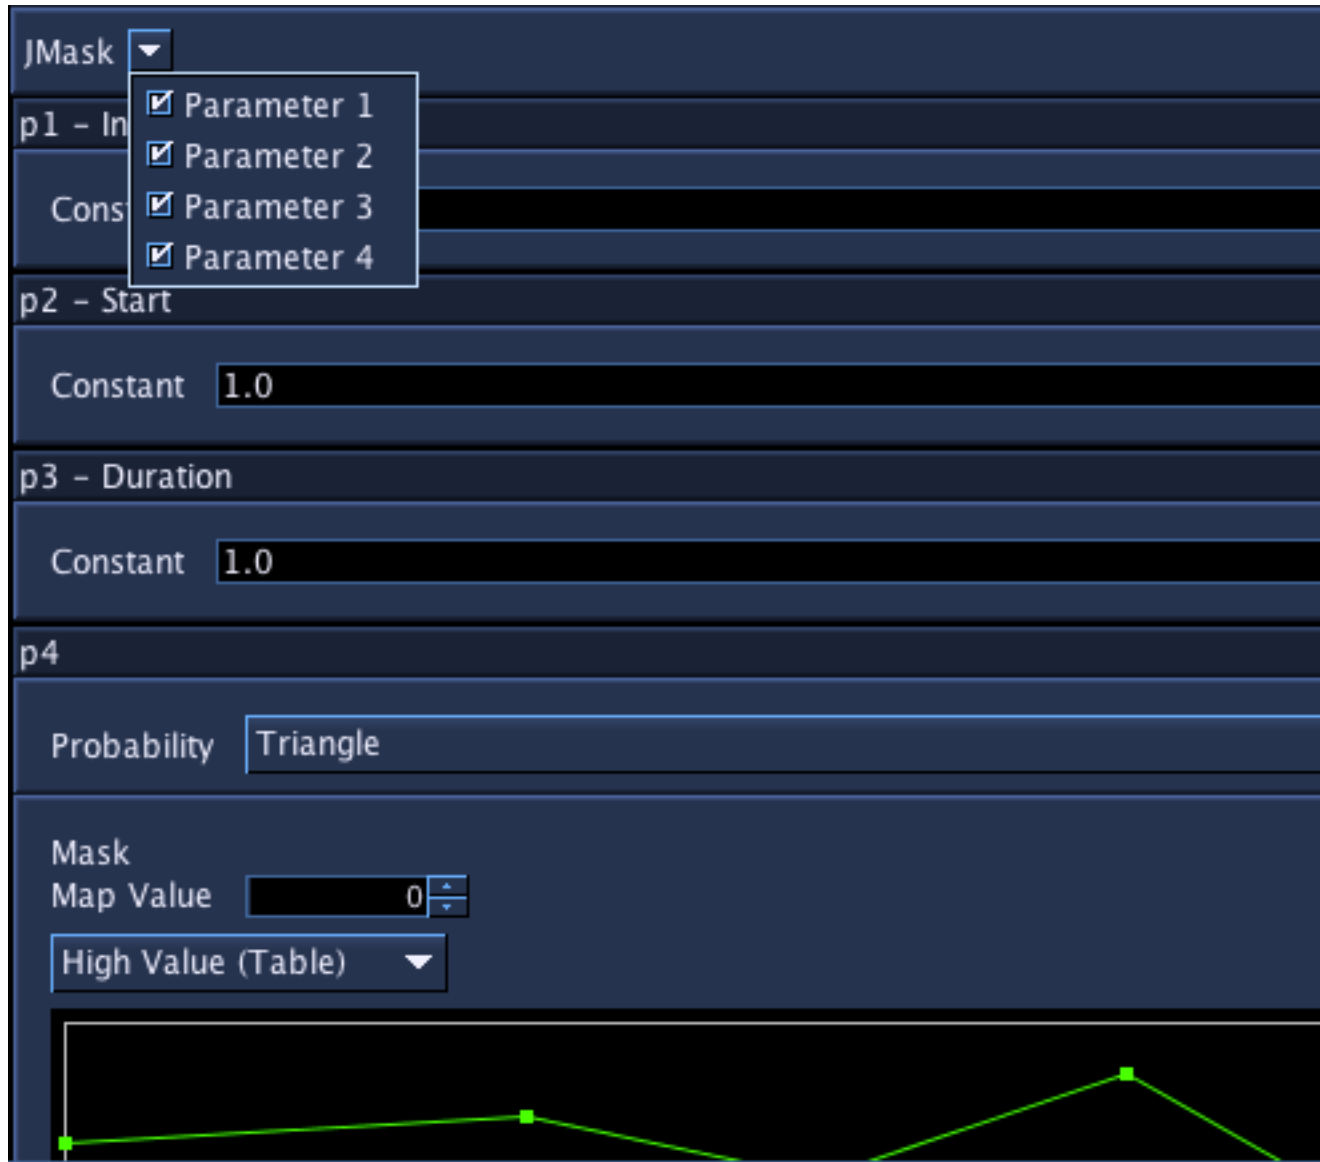 JMask
Parameter 1
Parameter 2
Parameter 3
Parameter 4
p1 – In
Cons
p2 – Start
Constant 1.0
p3 – Duration
Constant 1.0
p4
Probability Triangle
Mask
Map Value 0
High Value (Table)